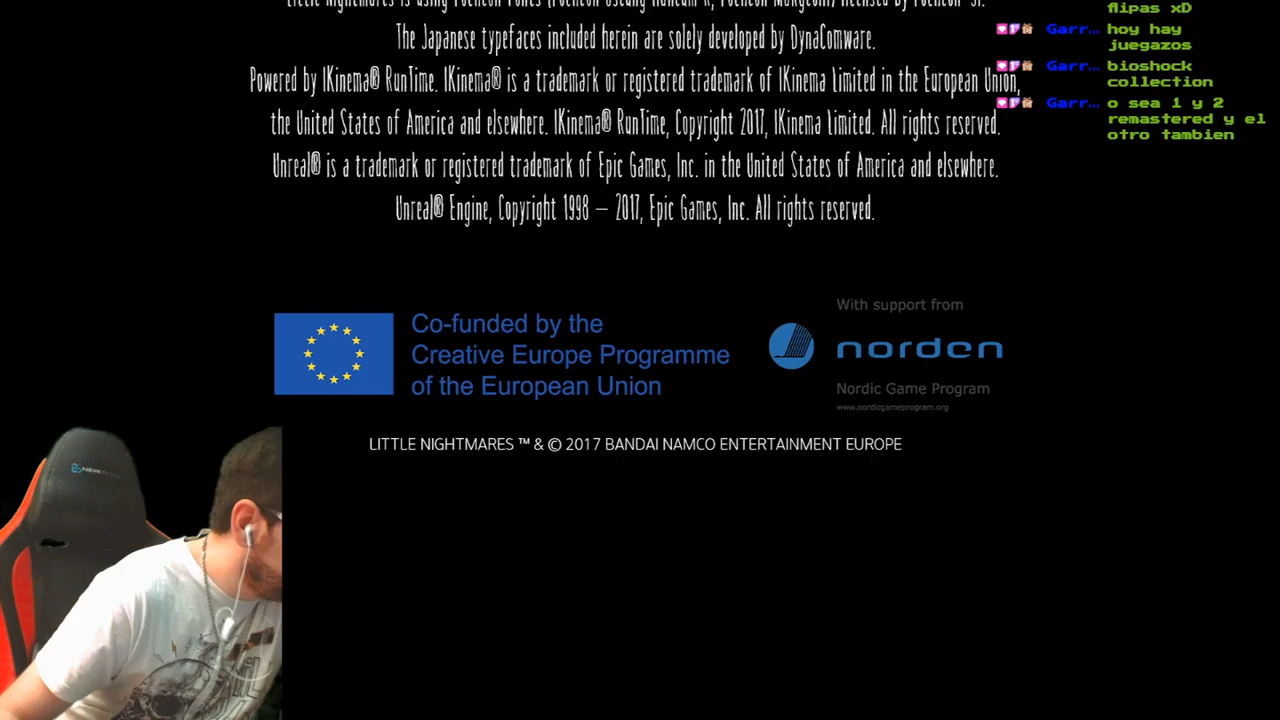 Little Nightmares is using
licensed by
The Japanese typefaces included herein are solely developed by DynaComware.
Powered by IKinema® RunTime. IKinema® is a trademark or registered trademark of IKinema Limited in the European Union,
the United States of America and elsewhere. IKinema® RunTime, Copyright 2017, IKinema Limited. All rights reserved.
Unreal® is a trademark or registered trademark of Epic Games, Inc. in the United States of America and elsewhere.
Unreal® Engine, Copyright 1998 – 2017, Epic Games, Inc. All rights reserved.
Co-funded by the
Creative Europe Programme
of the European Union
With support from
norden
Nordic Game Program
www.nordicgameprogram.org
LITTLE NIGHTMARES ™ & © 2017 BANDAI NAMCO ENTERTAINMENT EUROPE
flipas xD
Garr… hoy hay
juegazos
Garr… bioshock
collection
Garr… o sea 1 y 2
remastered y el
otro tambien